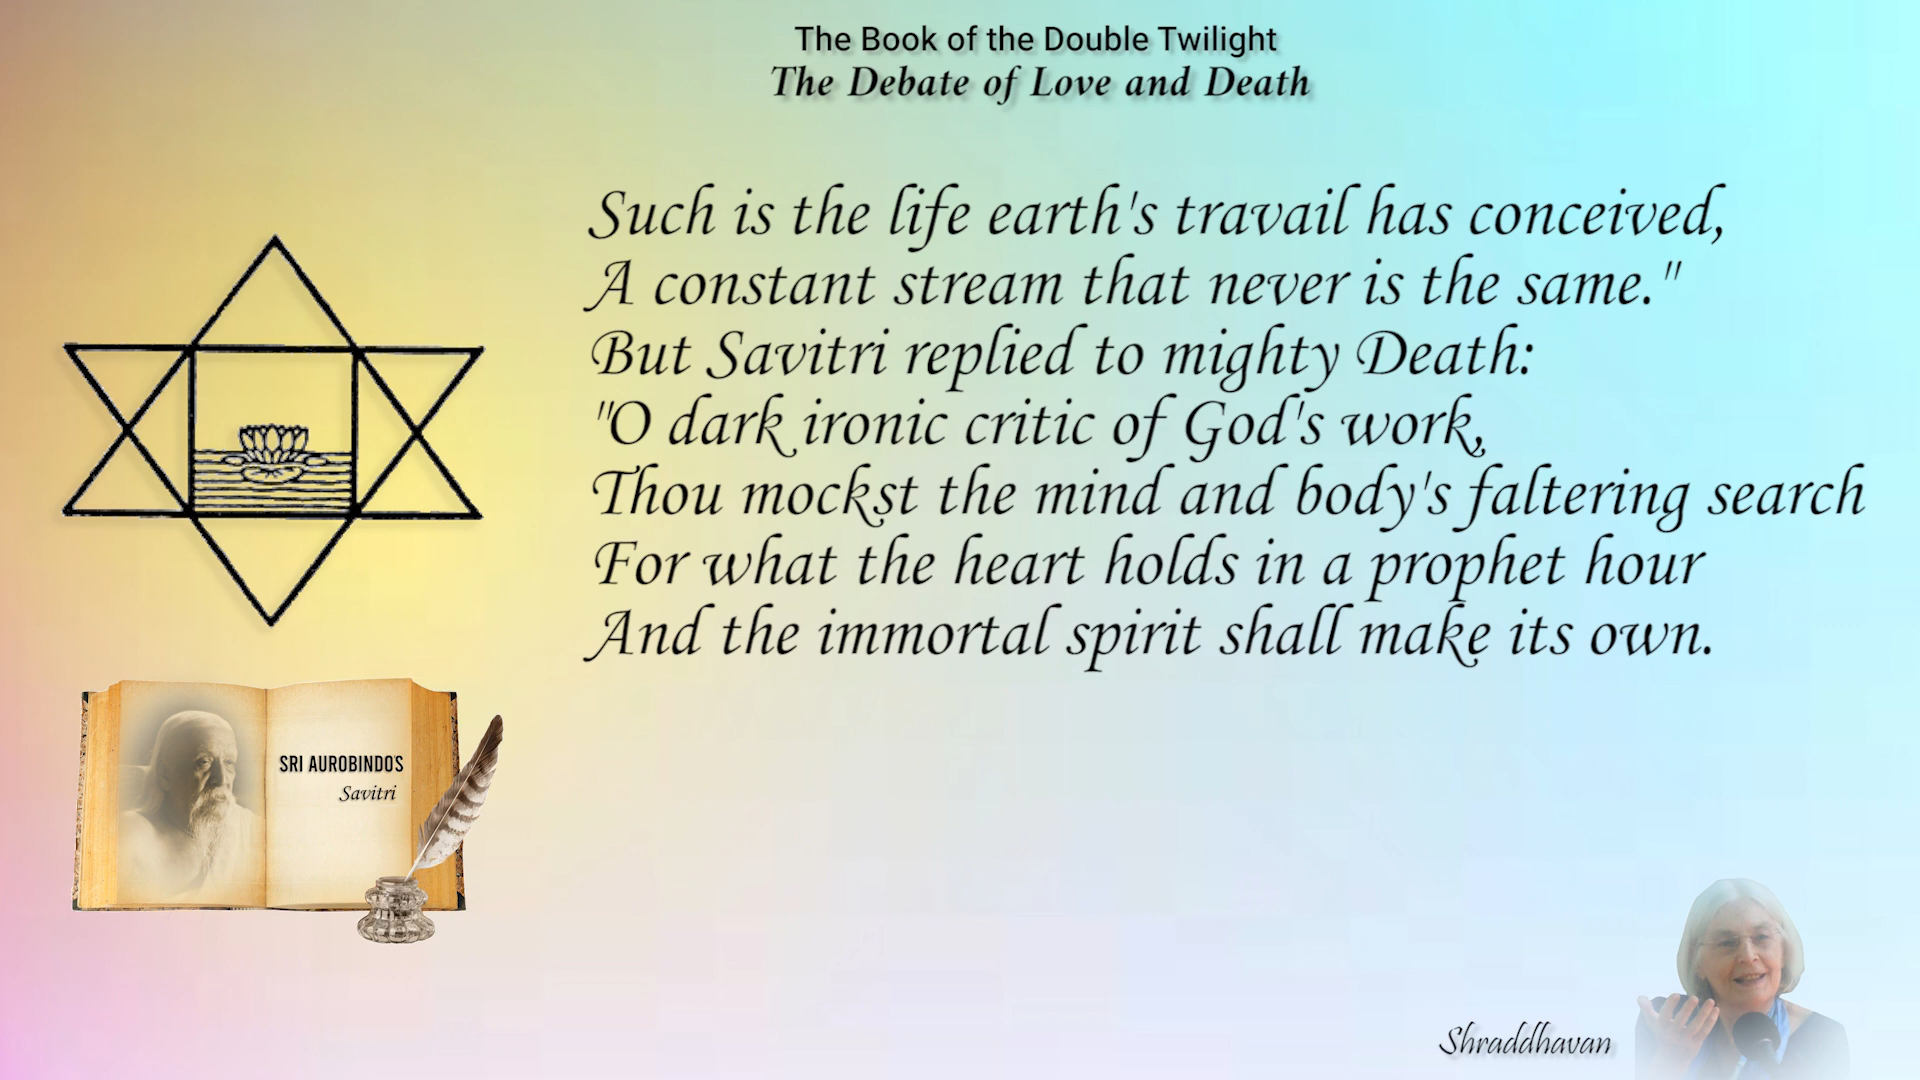 The Book of the Double Twilight
The Debate of Love and Death
Such is the life earth's travail has conceived,
A constant stream that never is the same."
But Savitri replied to mighty Death:
"O dark ironic critic of God's work,
Thou mockst the mind and body's faltering search
For what the heart holds in a prophet hour
And the immortal spirit shall make its own.
SRI AUROBINDO'S
Savitri
Shraddhavan